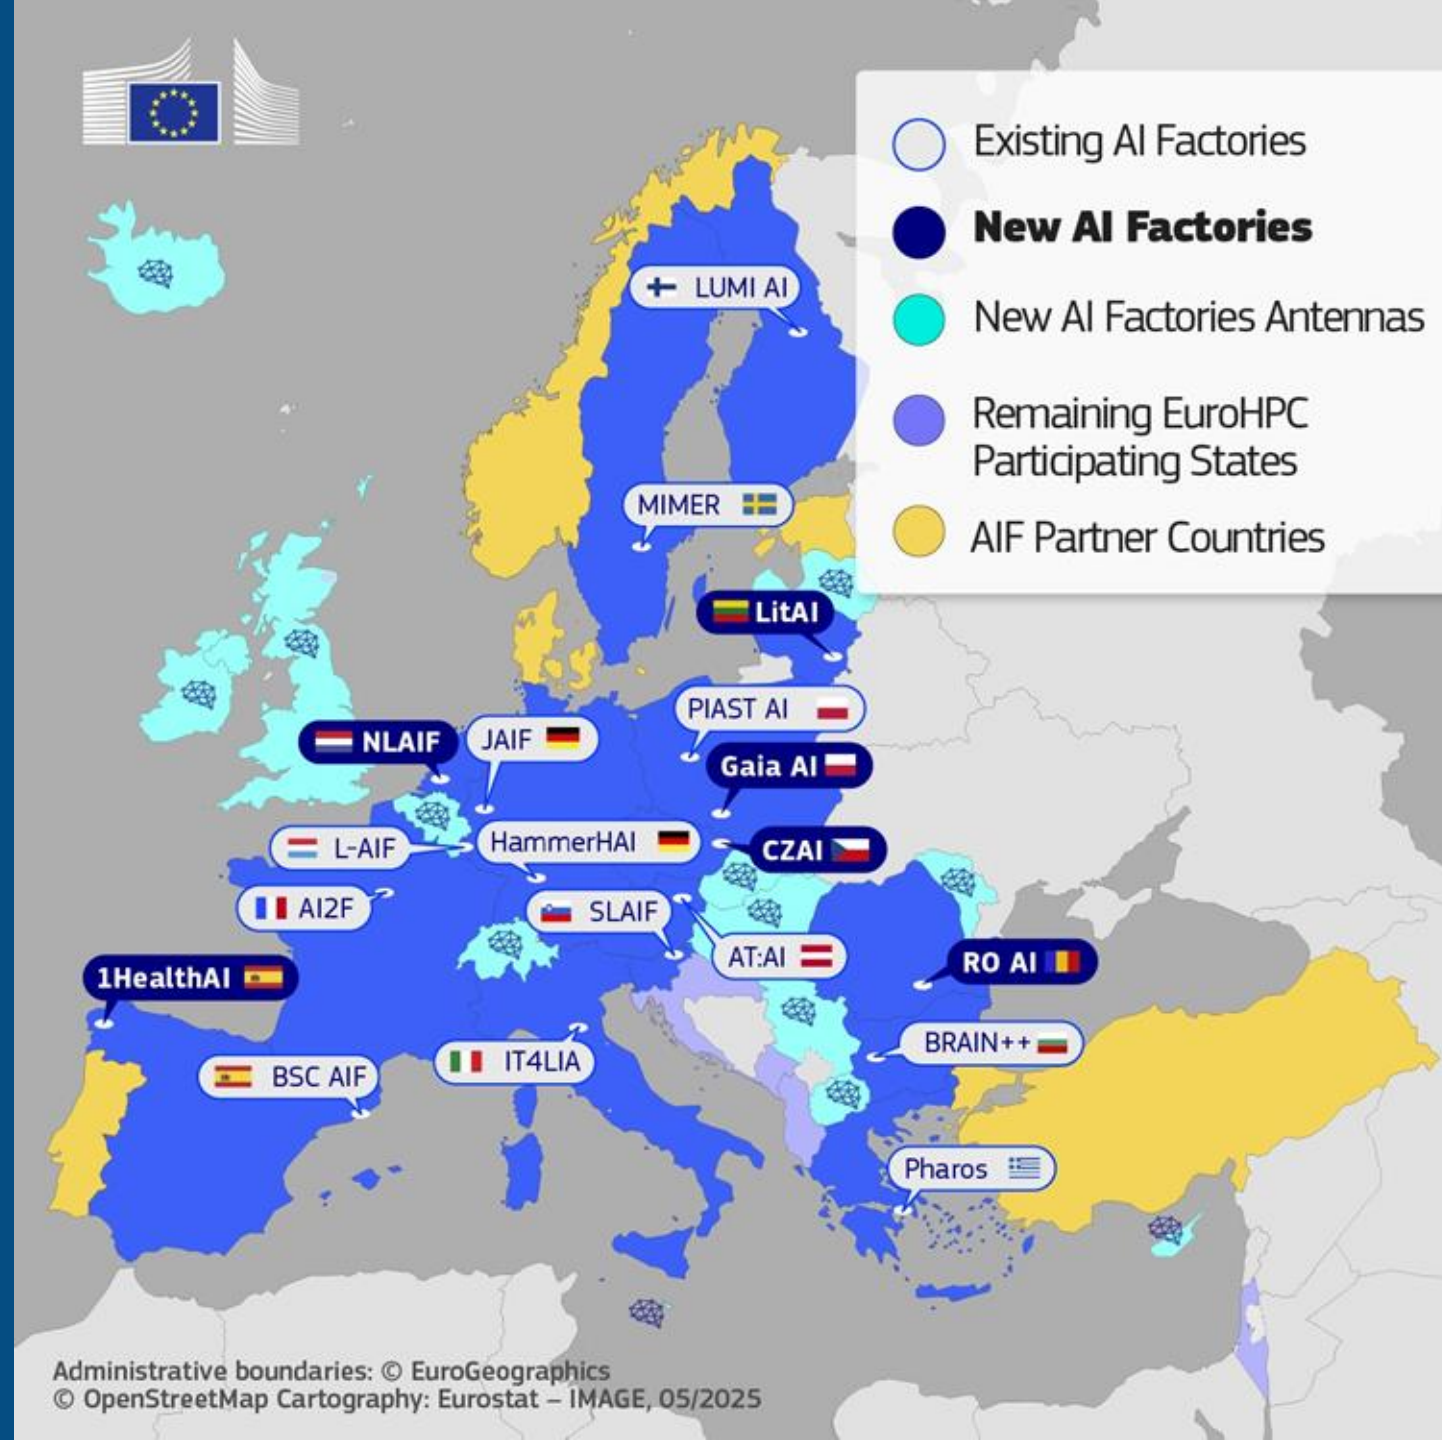 Existing AI Factories
New AI Factories
New AI Factories Antennas
Remaining EuroHPC
Participating States
AIF Partner Countries
LUMI AI
MIMER
LitAI
PIAST AI
NLAIF
JAIF
Gaia AI
L-AIF
HammerHAI
CZAI
AI2F
SLAIF
AT:AI
RO AI
1HealthAI
BRAIN++
IT4LIA
BSC AIF
Pharos
Administrative boundaries: © EuroGeographics
© OpenStreetMap Cartography: Eurostat – IMAGE, 05/2025